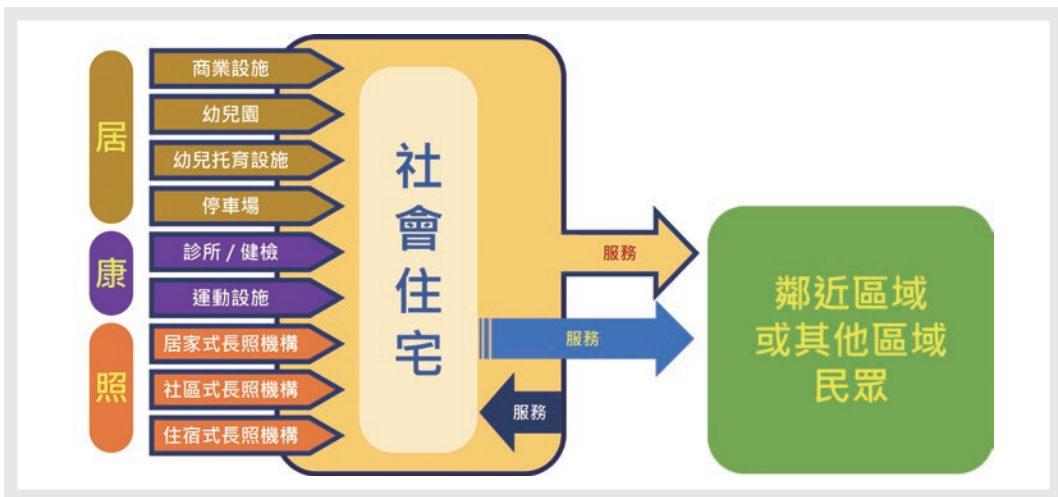 居
商業設施
幼兒園
幼兒托育設施
停車場
康
診所 / 健檢
運動設施
照
居家式長照機構
社區式長照機構
住宿式長照機構
社會住宅
服務
服務
服務
鄰近區域
或其他區域
民眾